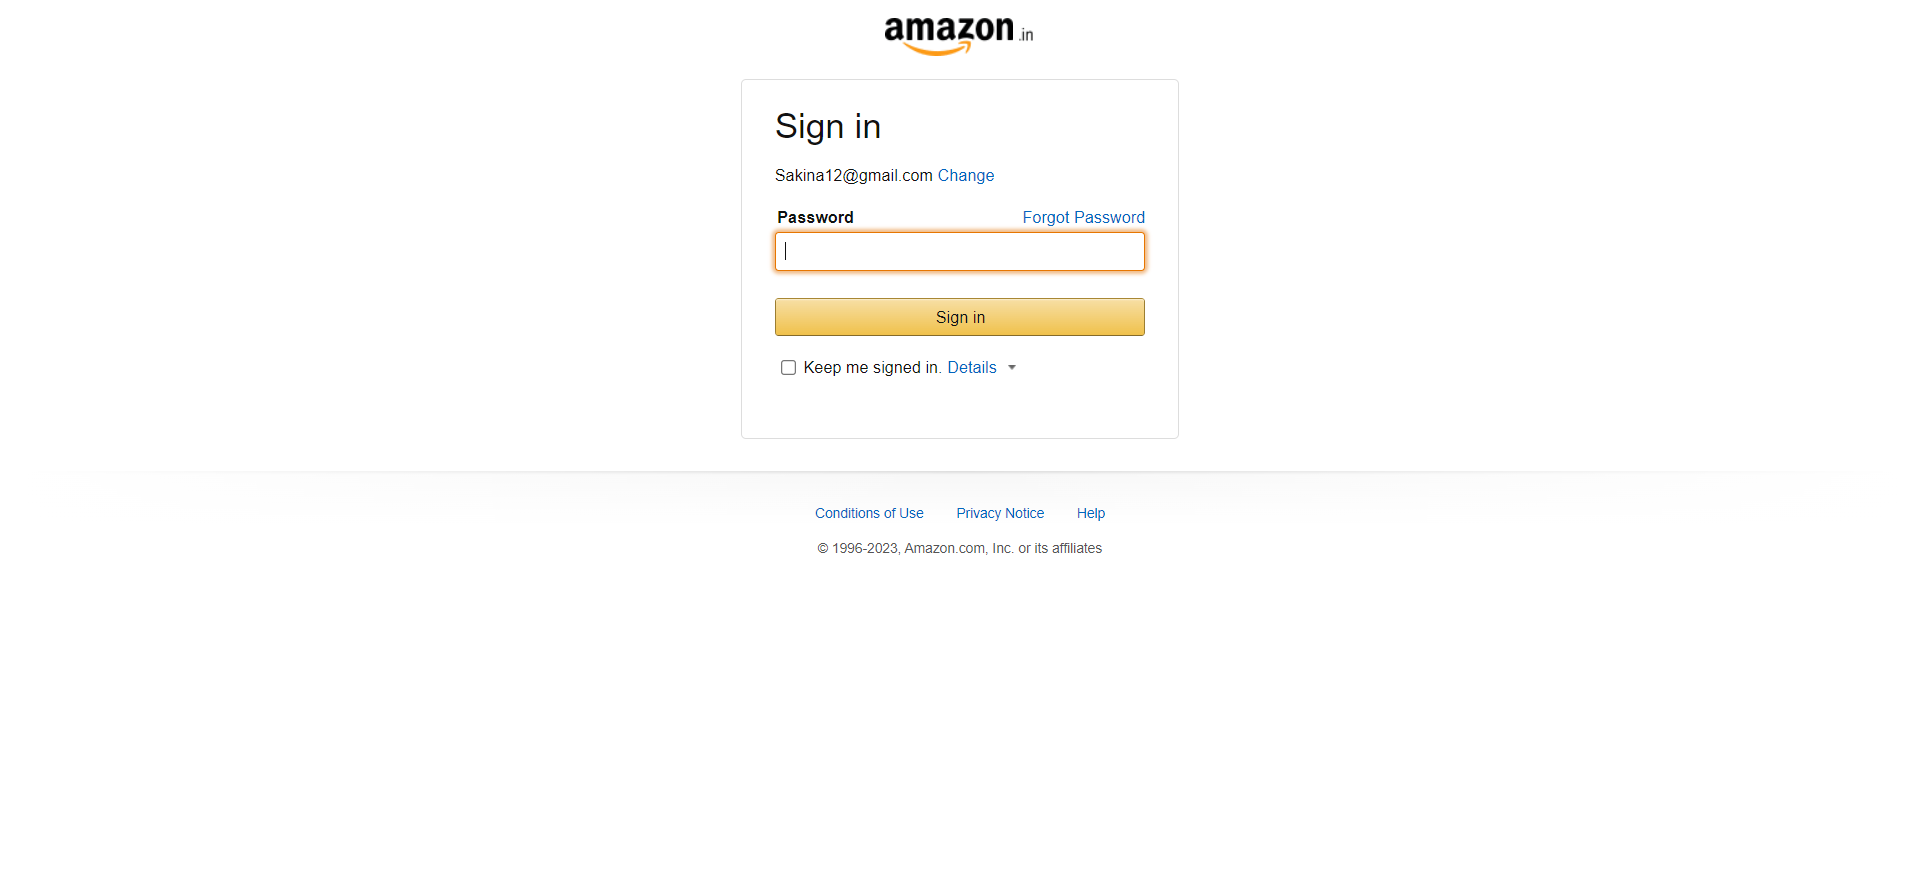 amazon.in
Sign in
Sakina12@gmail.com Change
Password Forgot Password
Sign in
Keep me signed in. Details
Conditions of Use Privacy Notice Help
© 1996-2023, Amazon.com, Inc. or its affiliates